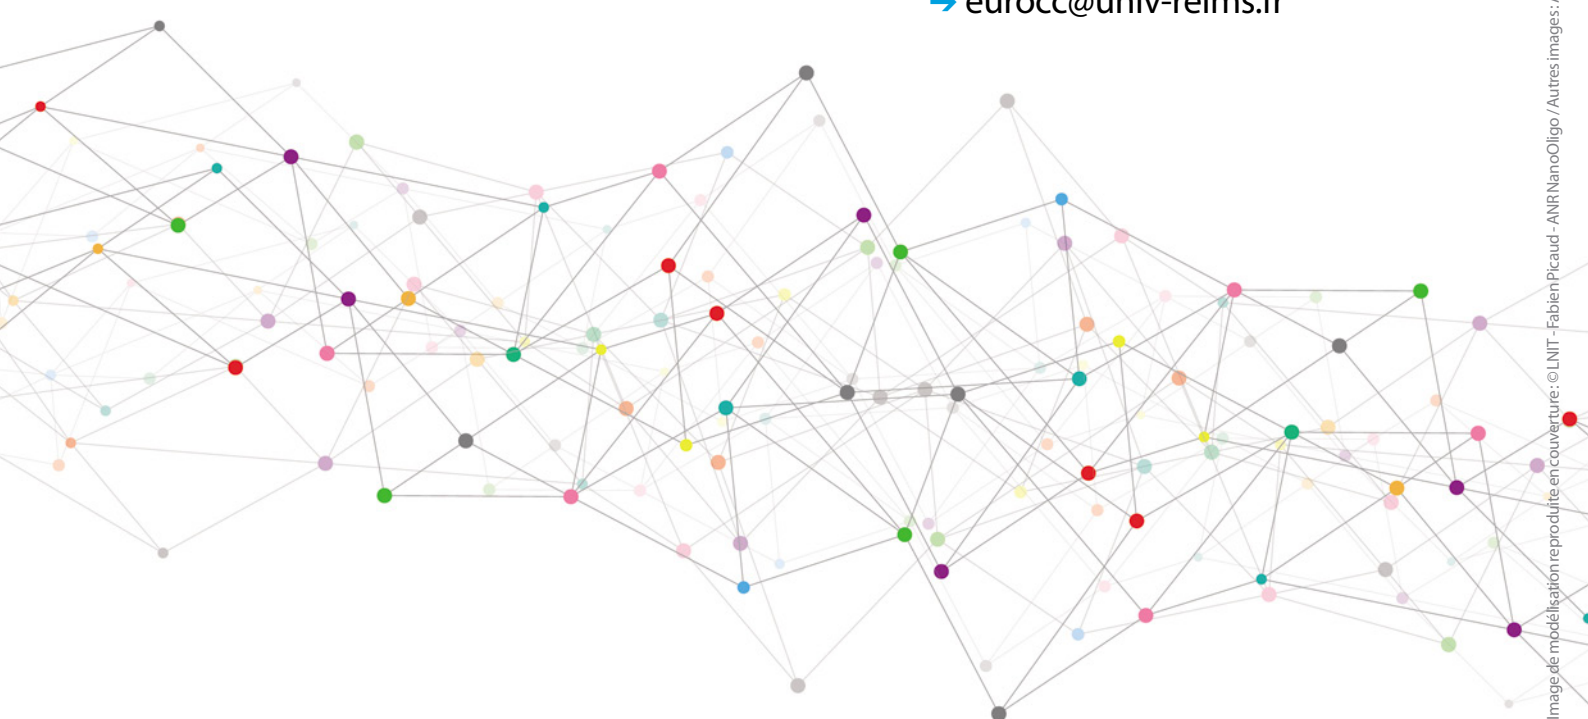 ➔ eurocc@univ-reims.fr
Image de modélisation reproduite en couverture : © LNIT - Fabien Picaud - ANR NanoOligo / Autres images :